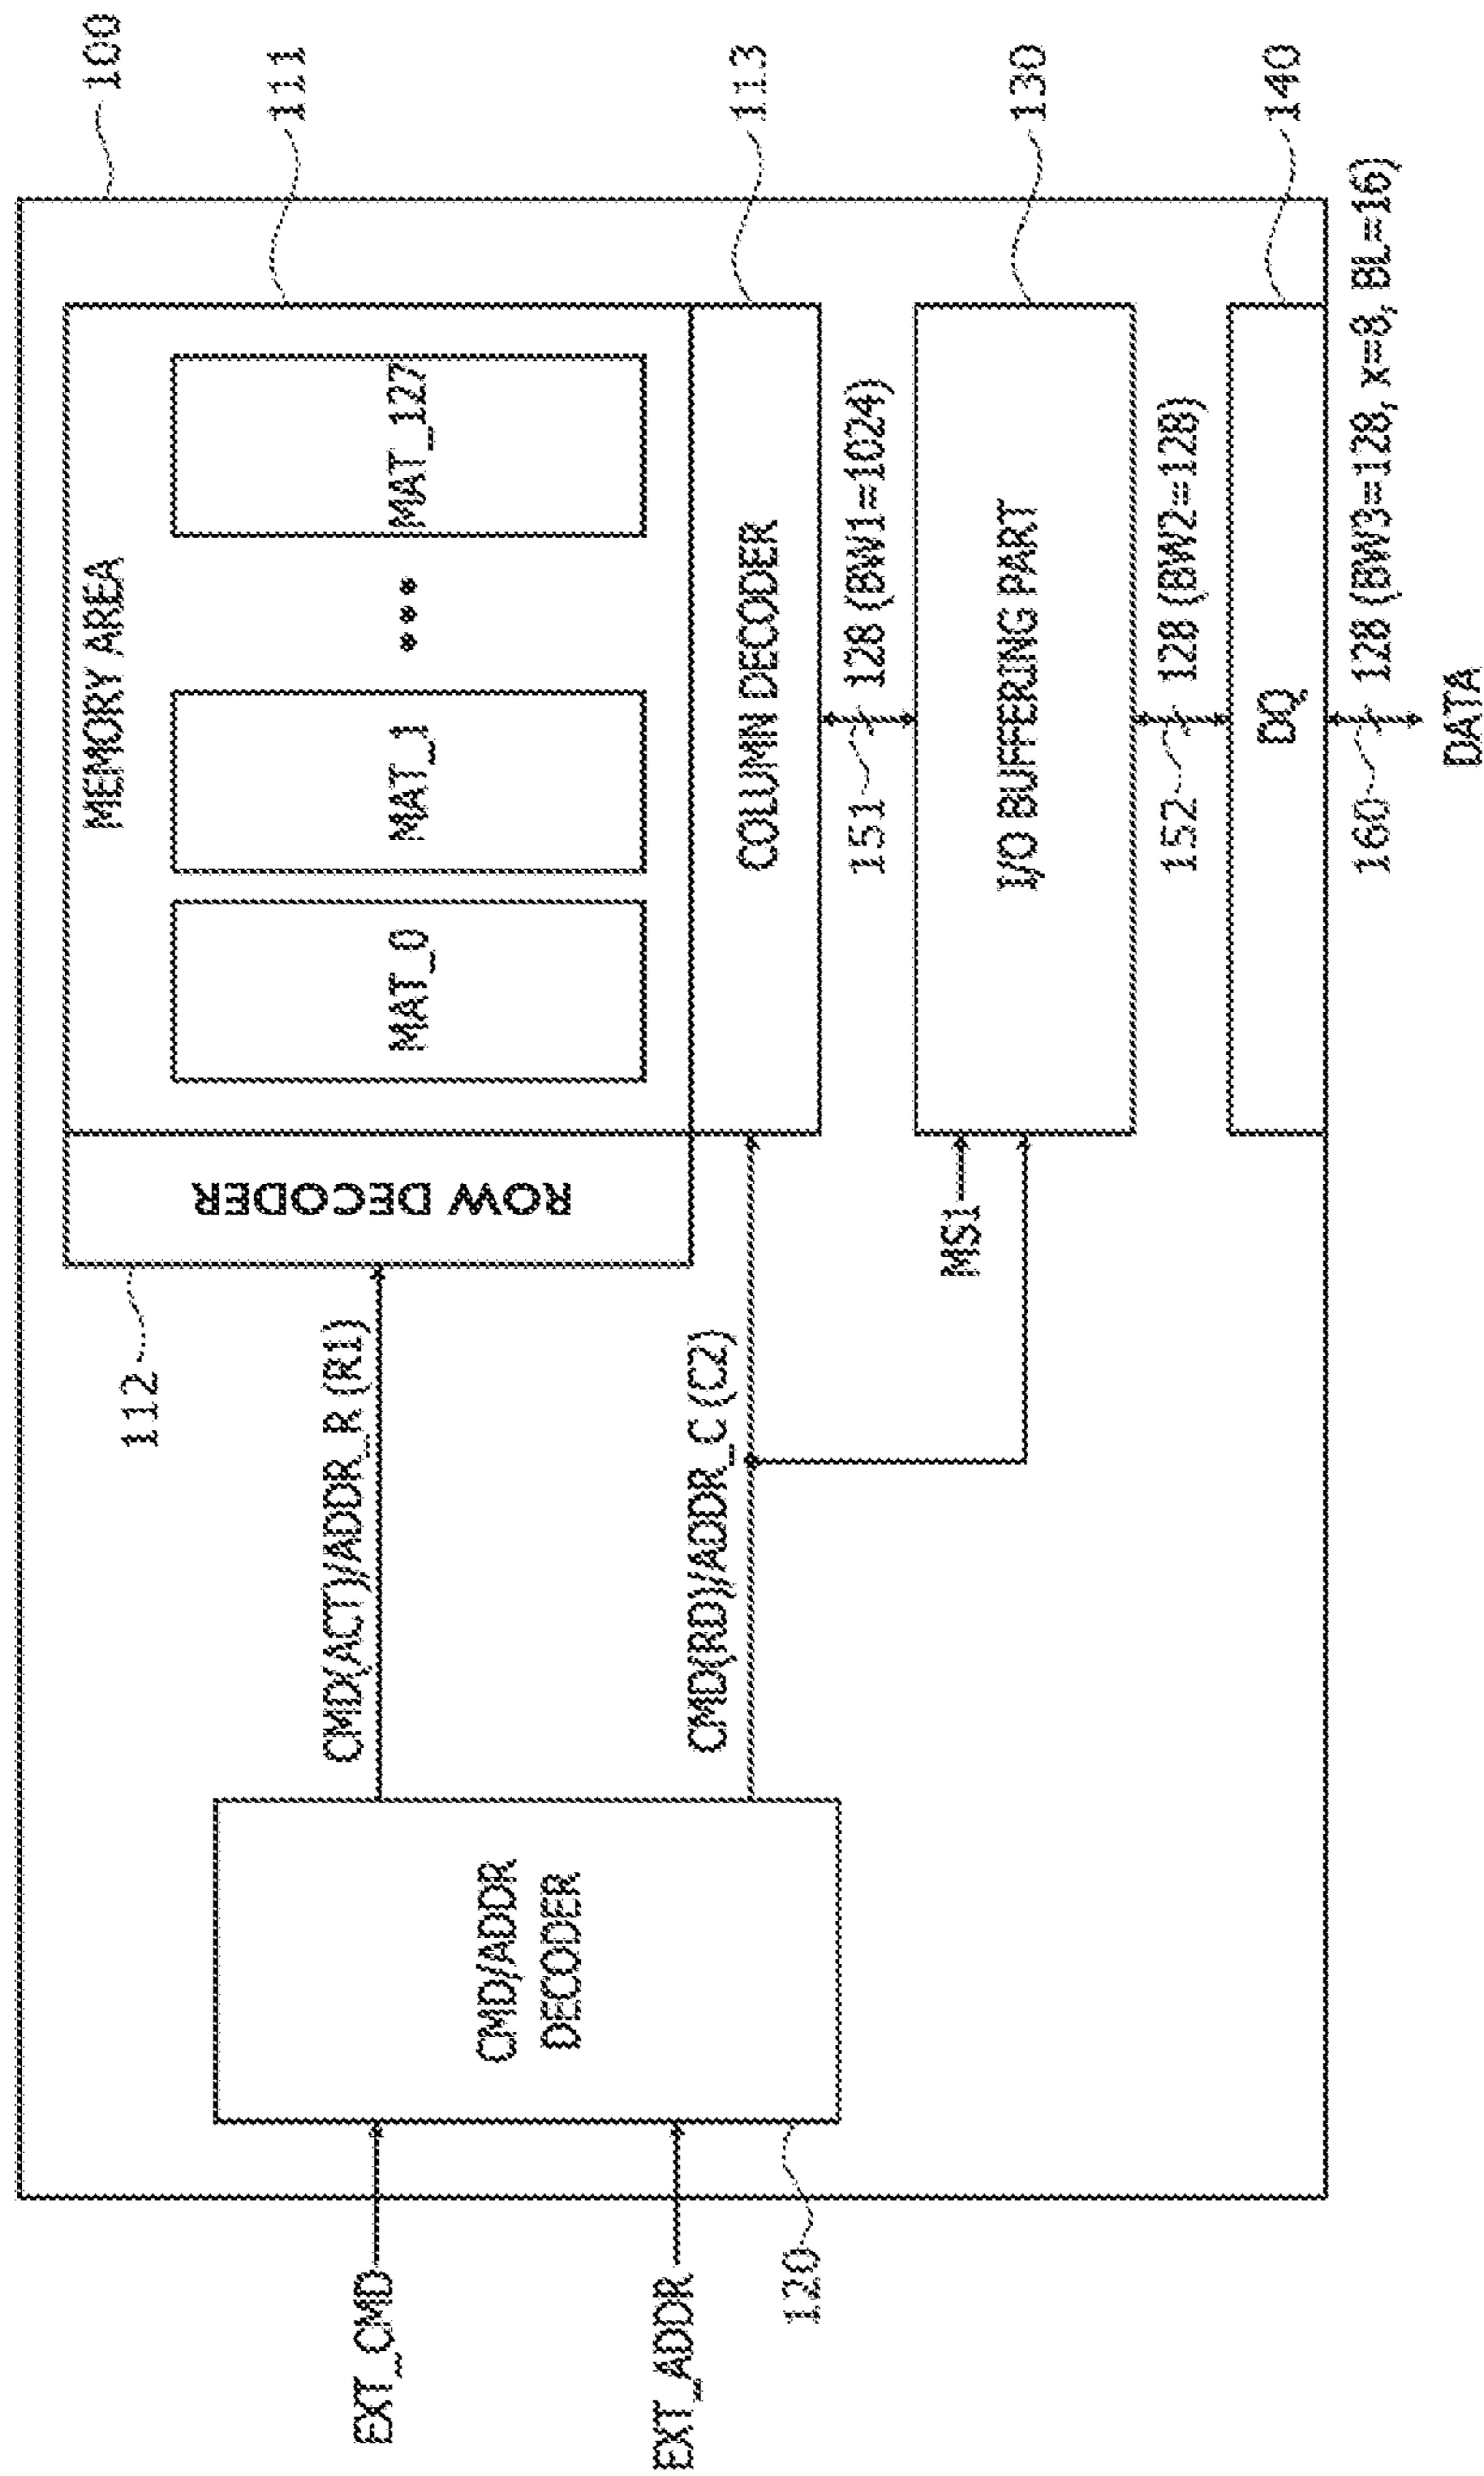 100
MEMORY AREA
111
MAT_0
MAT_1
MAT_127
ROW DECODER
112
CMD(ACT)/ADDR_R (R1)
COLUMN DECODER
113
CMD(RD)/ADDR_C (C2)
CMD/ADDR
DECODER
EXT_CMD
EXT_ADDR
120
151
128 (BW1=1024)
MS1
I/O BUFFERING PART
130
152
128 (BW2=128)
DQ
140
160
128 (BW3=128, x=8, BL=16)
DATA